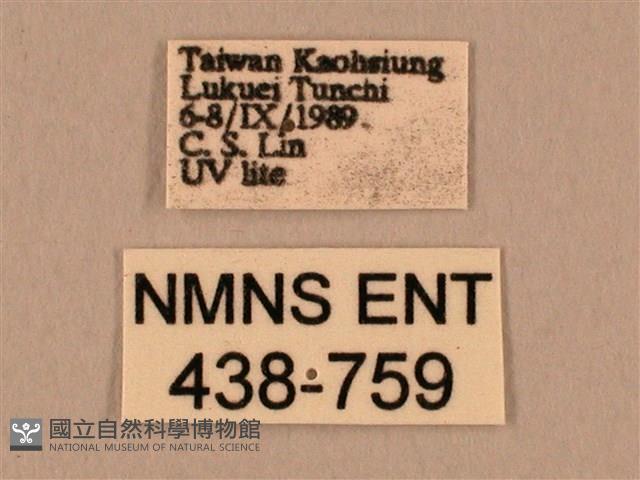 Taiwan Kaohsiung
Lukuei Tunchi
6-8/IX/1989
C. S. Lin
UV lite
NMNS ENT
438-759
國立自然科學博物館
NATIONAL MUSEUM OF NATURAL SCIENCE